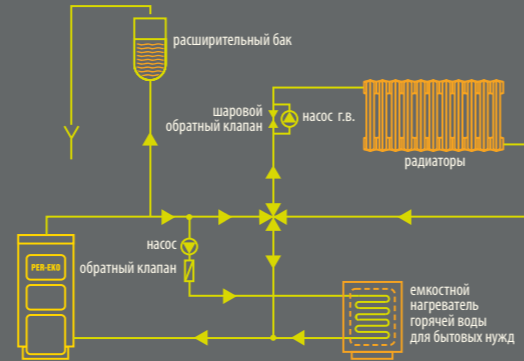 расширительный бак
шаровой
обратный клапан
насос г.в.
радиаторы
насос
обратный клапан
PER-EKO
емкостной
нагреватель
горячей воды
для бытовых нужд